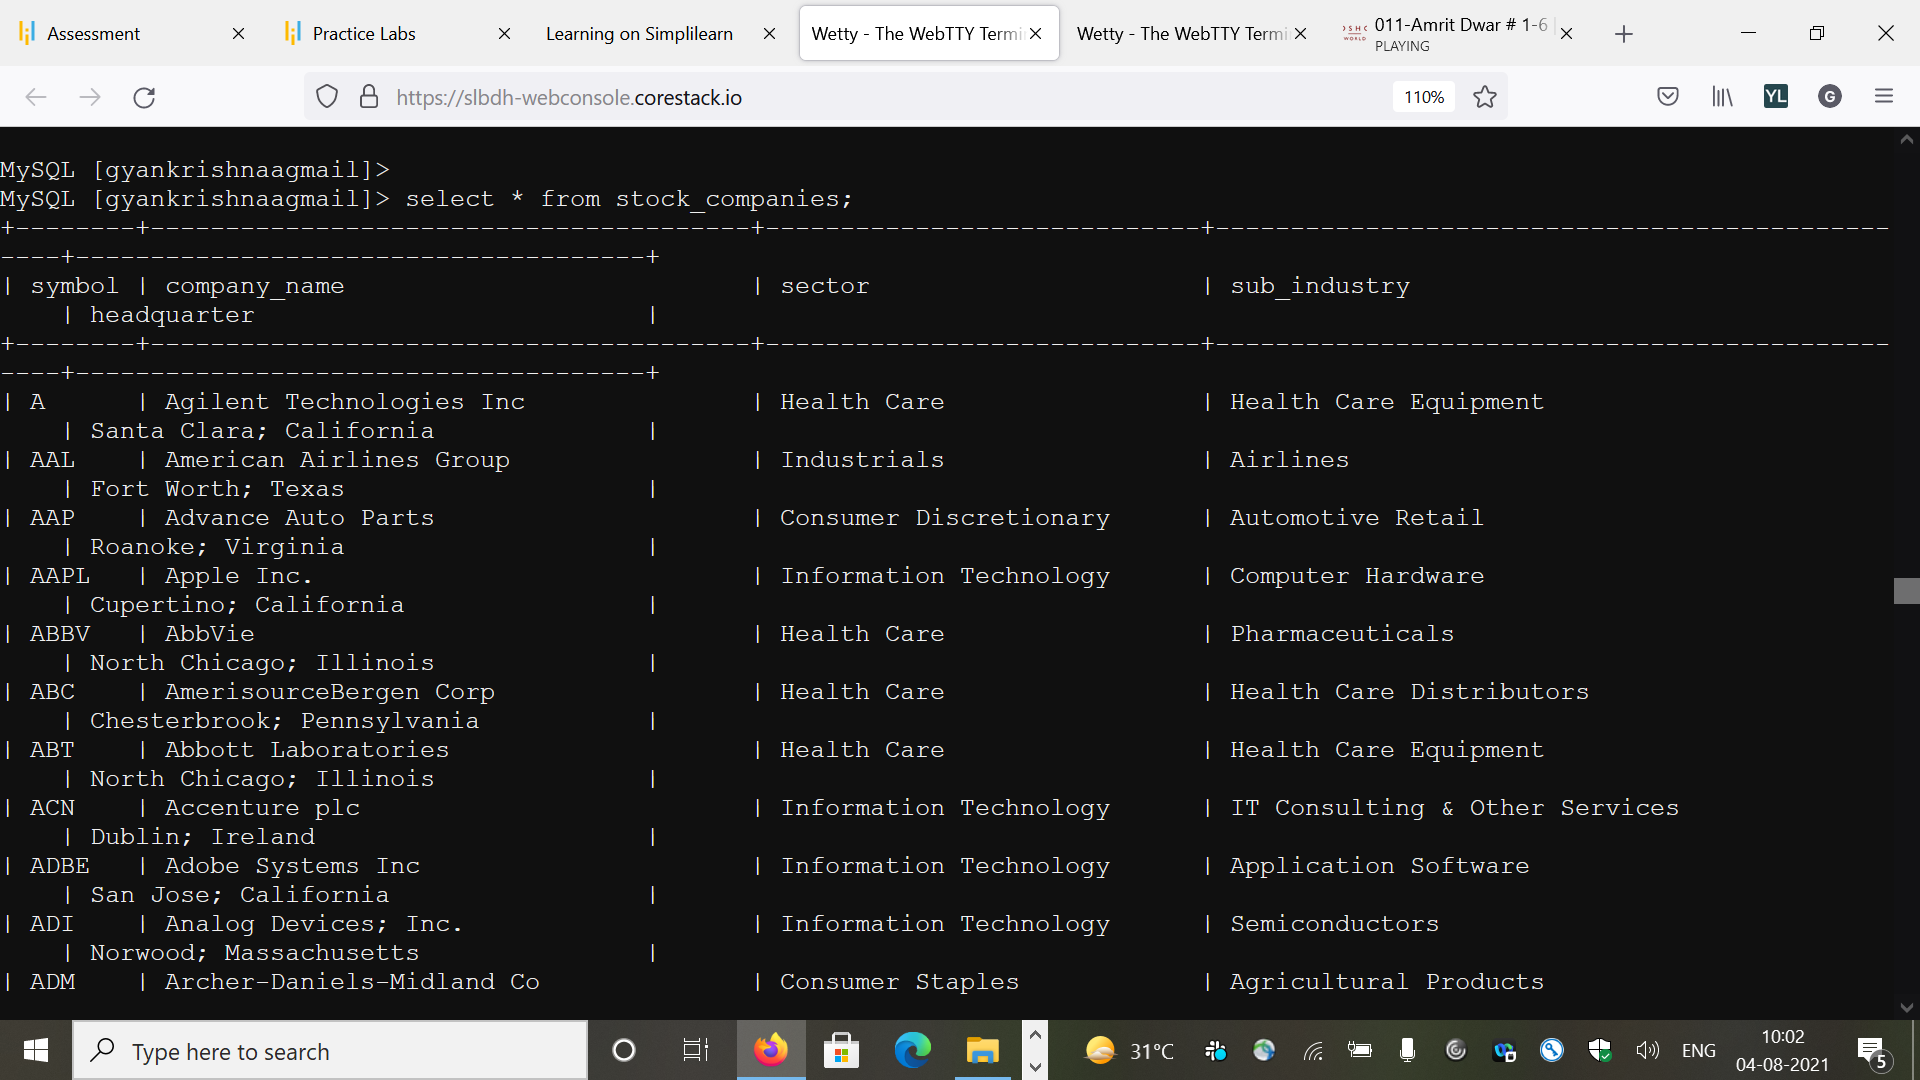 Assessment
Practice Labs
Learning on Simplilearn
Wetty - The WebTTY Termi
Wetty - The WebTTY Termi
011-Amrit Dwar # 1-6 |
PLAYING
https://slbdh-webconsole.corestack.io
110%
YL
G
MySQL [gyankrishnaagmail]>
MySQL [gyankrishnaagmail]> select * from stock_companies;
+--------+----------------------------------------+-----------------------------+---------------------------------------------
----+--------------------------------------+
| symbol | company_name | sector | sub_industry
| headquarter |
+--------+----------------------------------------+-----------------------------+---------------------------------------------
----+--------------------------------------+
| A | Agilent Technologies Inc | Health Care | Health Care Equipment
| Santa Clara; California |
| AAL | American Airlines Group | Industrials | Airlines
| Fort Worth; Texas |
| AAP | Advance Auto Parts | Consumer Discretionary | Automotive Retail
| Roanoke; Virginia |
| AAPL | Apple Inc. | Information Technology | Computer Hardware
| Cupertino; California |
| ABBV | AbbVie | Health Care | Pharmaceuticals
| North Chicago; Illinois |
| ABC | AmerisourceBergen Corp | Health Care | Health Care Distributors
| Chesterbrook; Pennsylvania |
| ABT | Abbott Laboratories | Health Care | Health Care Equipment
| North Chicago; Illinois |
| ACN | Accenture plc | Information Technology | IT Consulting & Other Services
| Dublin; Ireland |
| ADBE | Adobe Systems Inc | Information Technology | Application Software
| San Jose; California |
| ADI | Analog Devices; Inc. | Information Technology | Semiconductors
| Norwood; Massachusetts |
| ADM | Archer-Daniels-Midland Co | Consumer Staples | Agricultural Products
Type here to search
31°C
ENG
10:02
04-08-2021
5